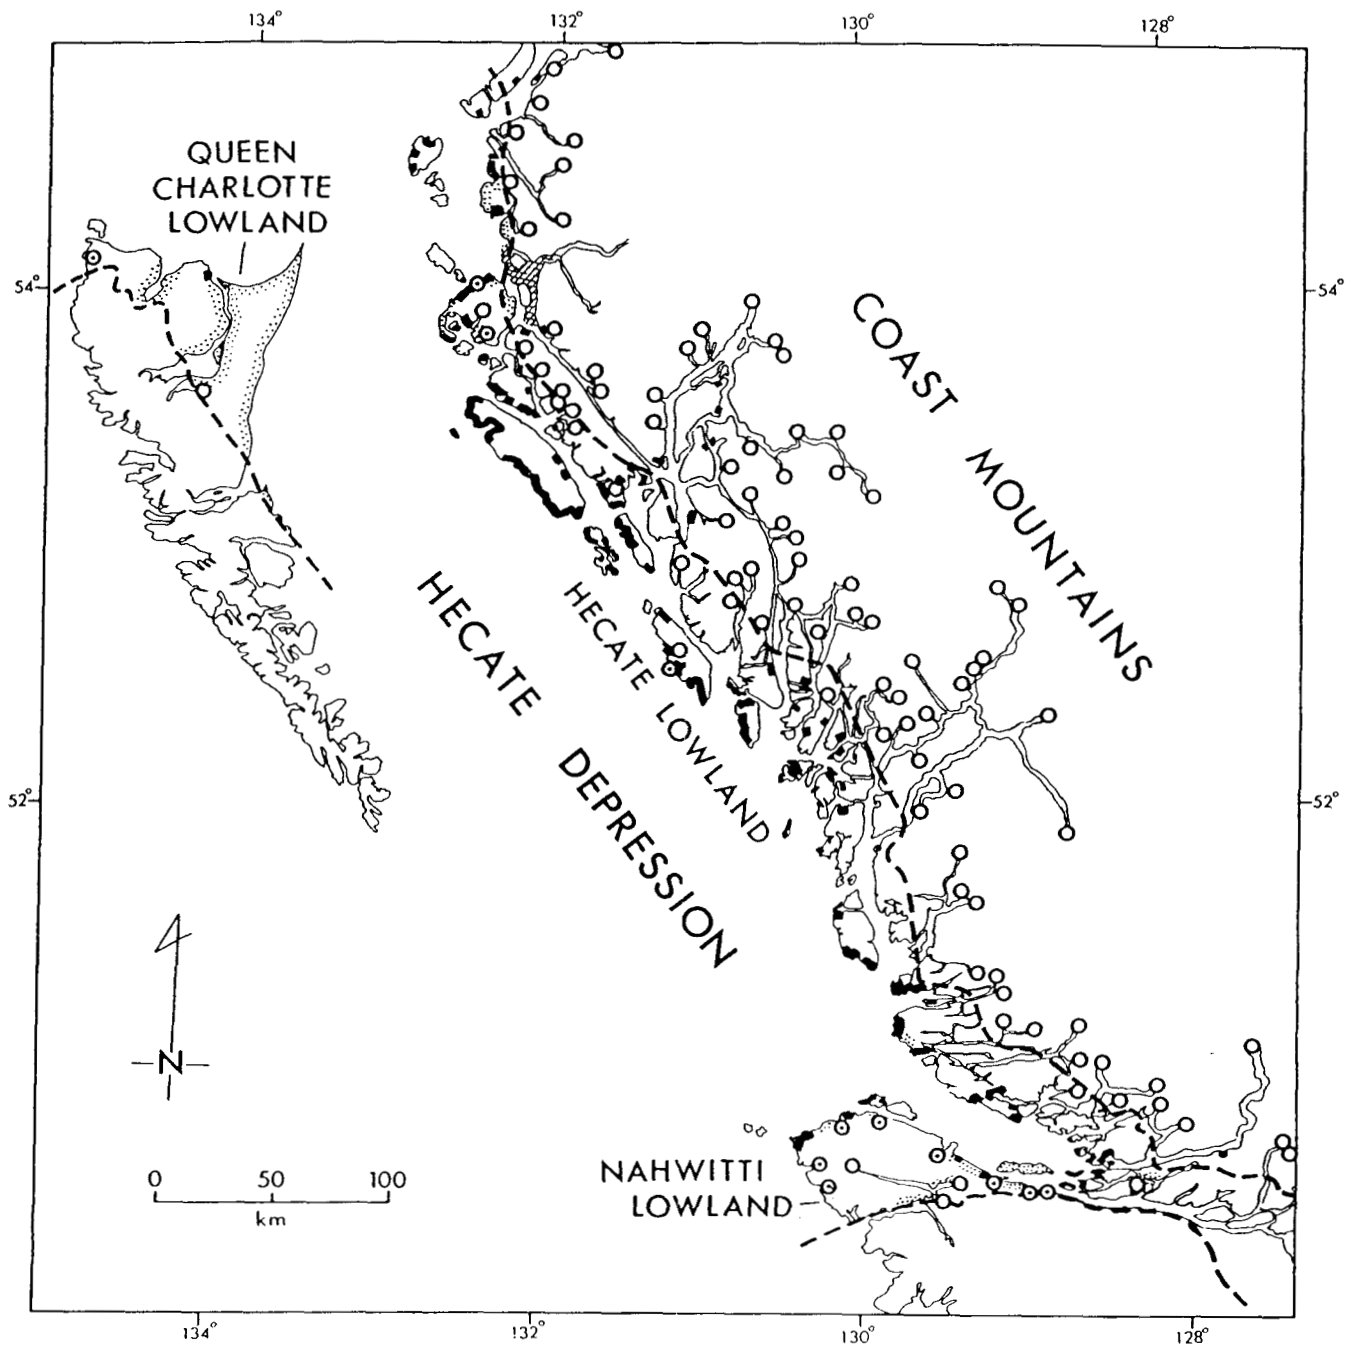 134°
132°
130°
128°
QUEEN
CHARLOTTE
LOWLAND
54°
54°
COAST MOUNTAINS
HECATE DEPRESSION
HECATE LOWLAND
52°
52°
N
0 50 100
km
NAHWITTI
LOWLAND
134°
132°
130°
128°